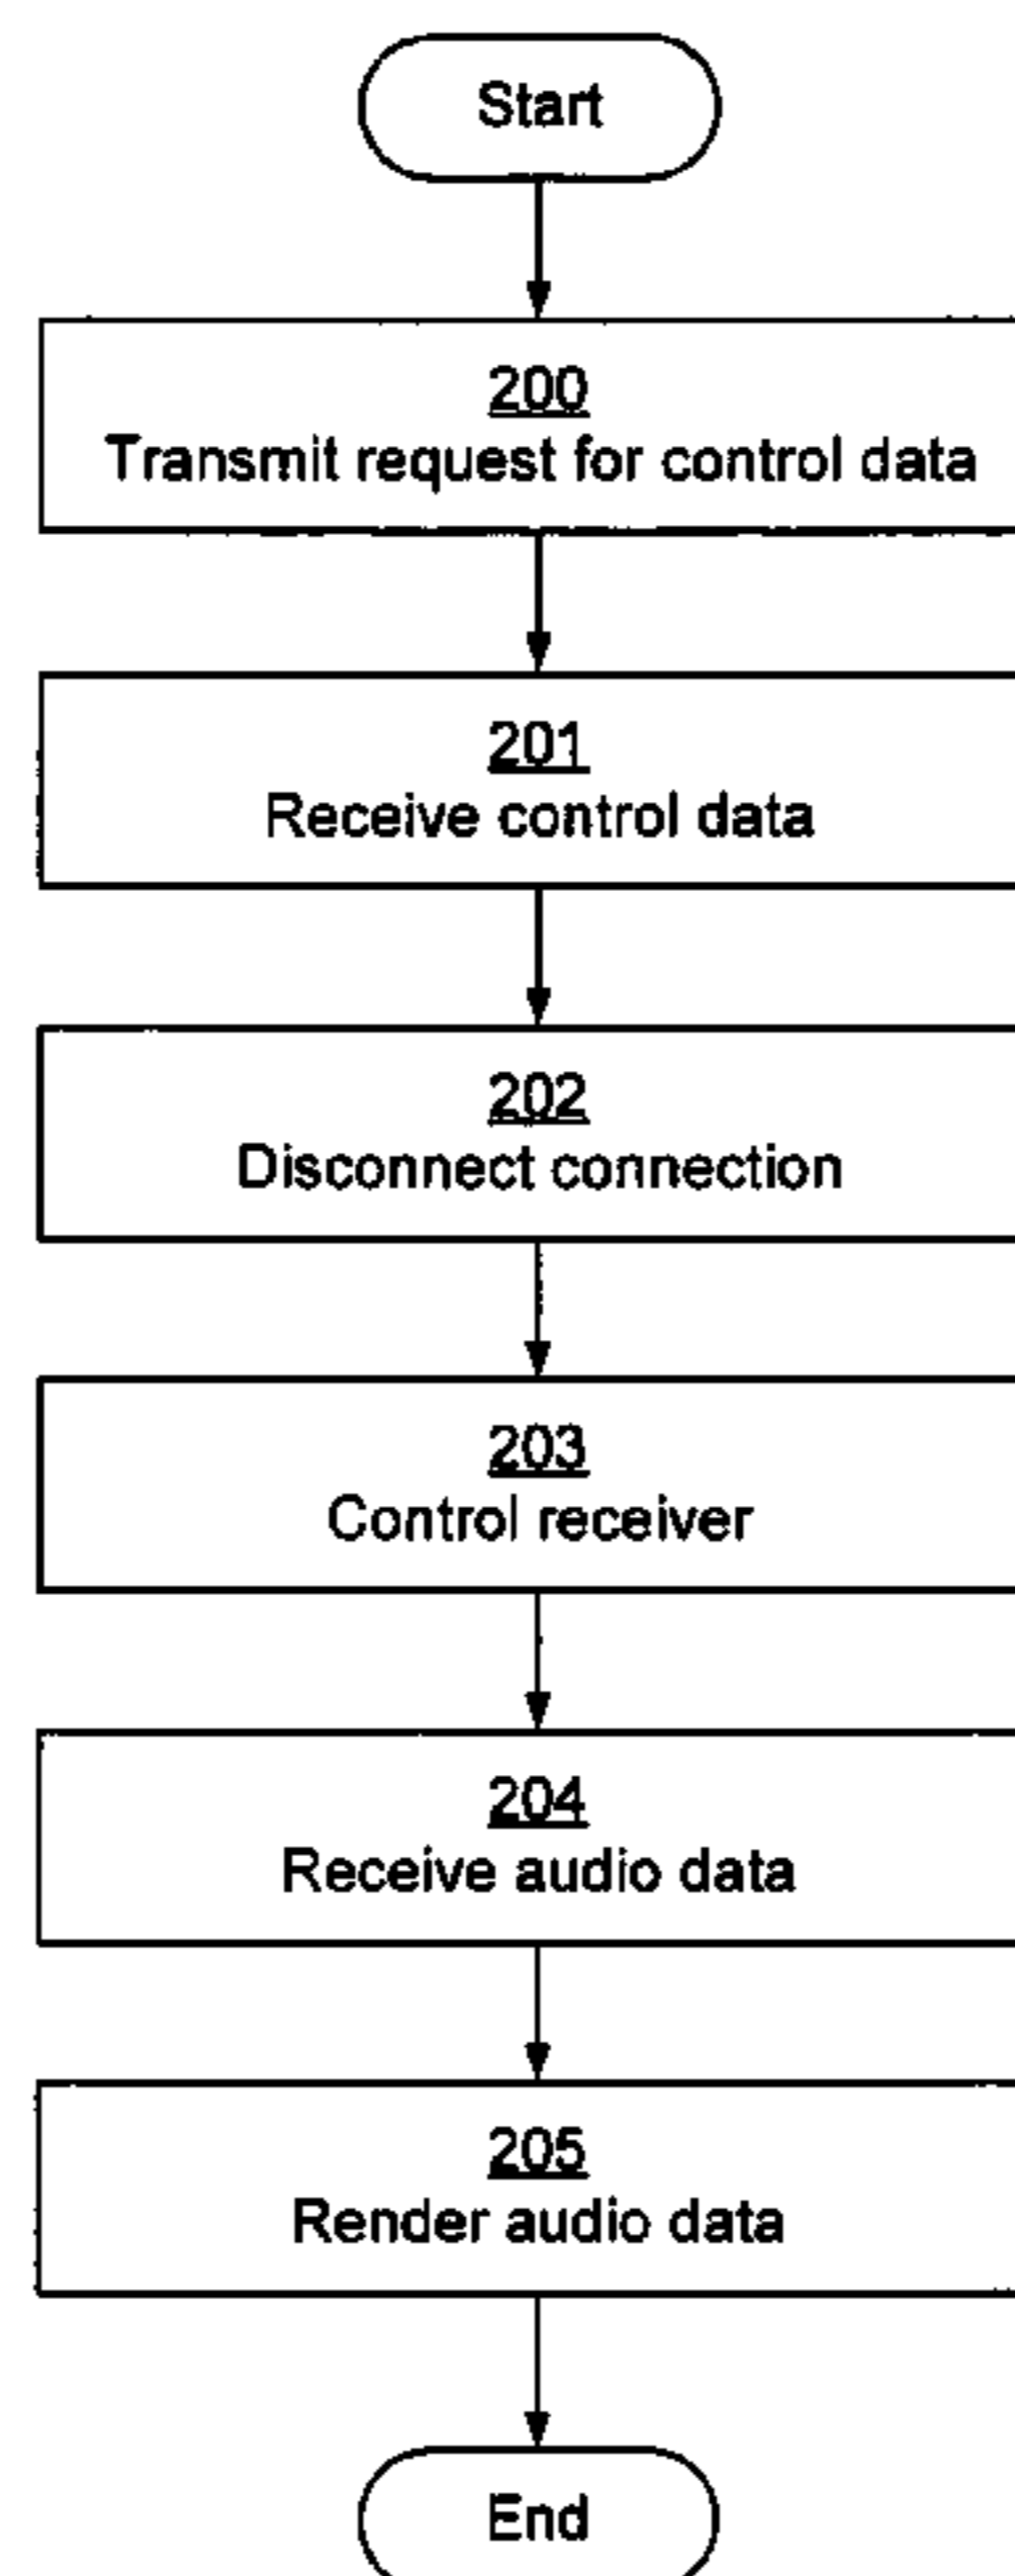 Start
200
Transmit request for control data
201
Receive control data
202
Disconnect connection
203
Control receiver
204
Receive audio data
205
Render audio data
End